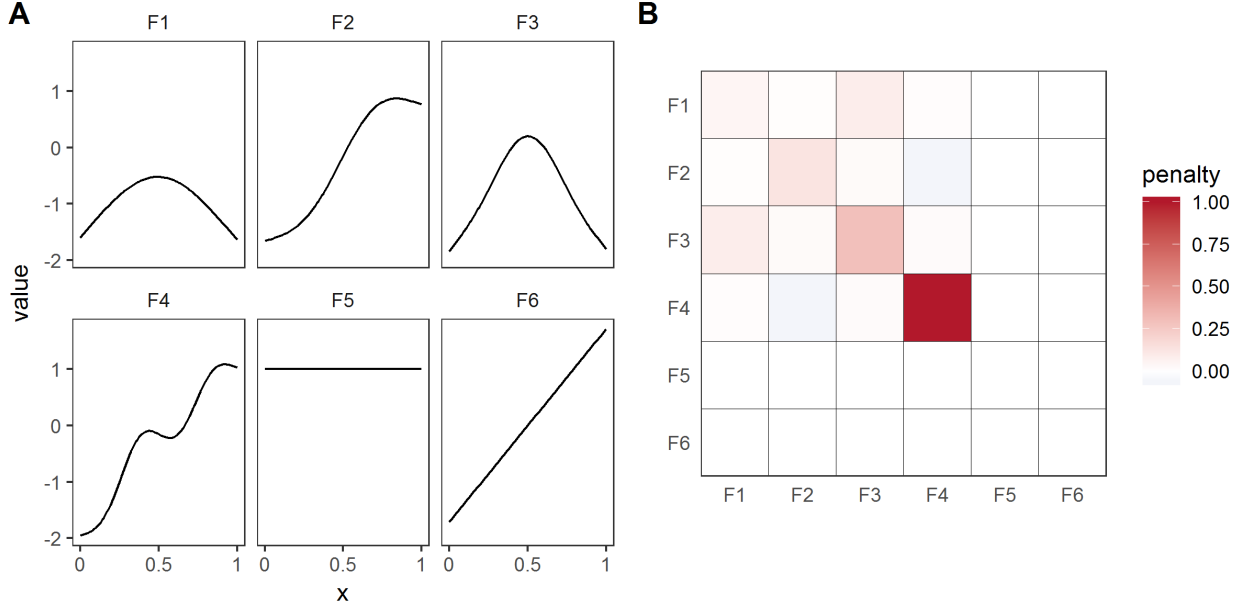 A
F1 F2 F3
1
0
-1
-2
value
F4 F5 F6
1
0
-1
-2
0 0.5 1 0 0.5 1 0 0.5 1
x
B
F1
F2
F3
F4
F5
F6
F1 F2 F3 F4 F5 F6
penalty
1.00
0.75
0.50
0.25
0.00